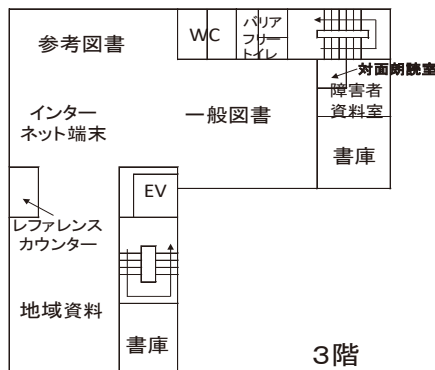 参考図書
WC
バリア
フリー
トイレ
対面朗読室
障害者
資料室
インター
ネット端末
一般図書
書庫
EV
レファレンス
カウンター
地域資料
書庫
3階